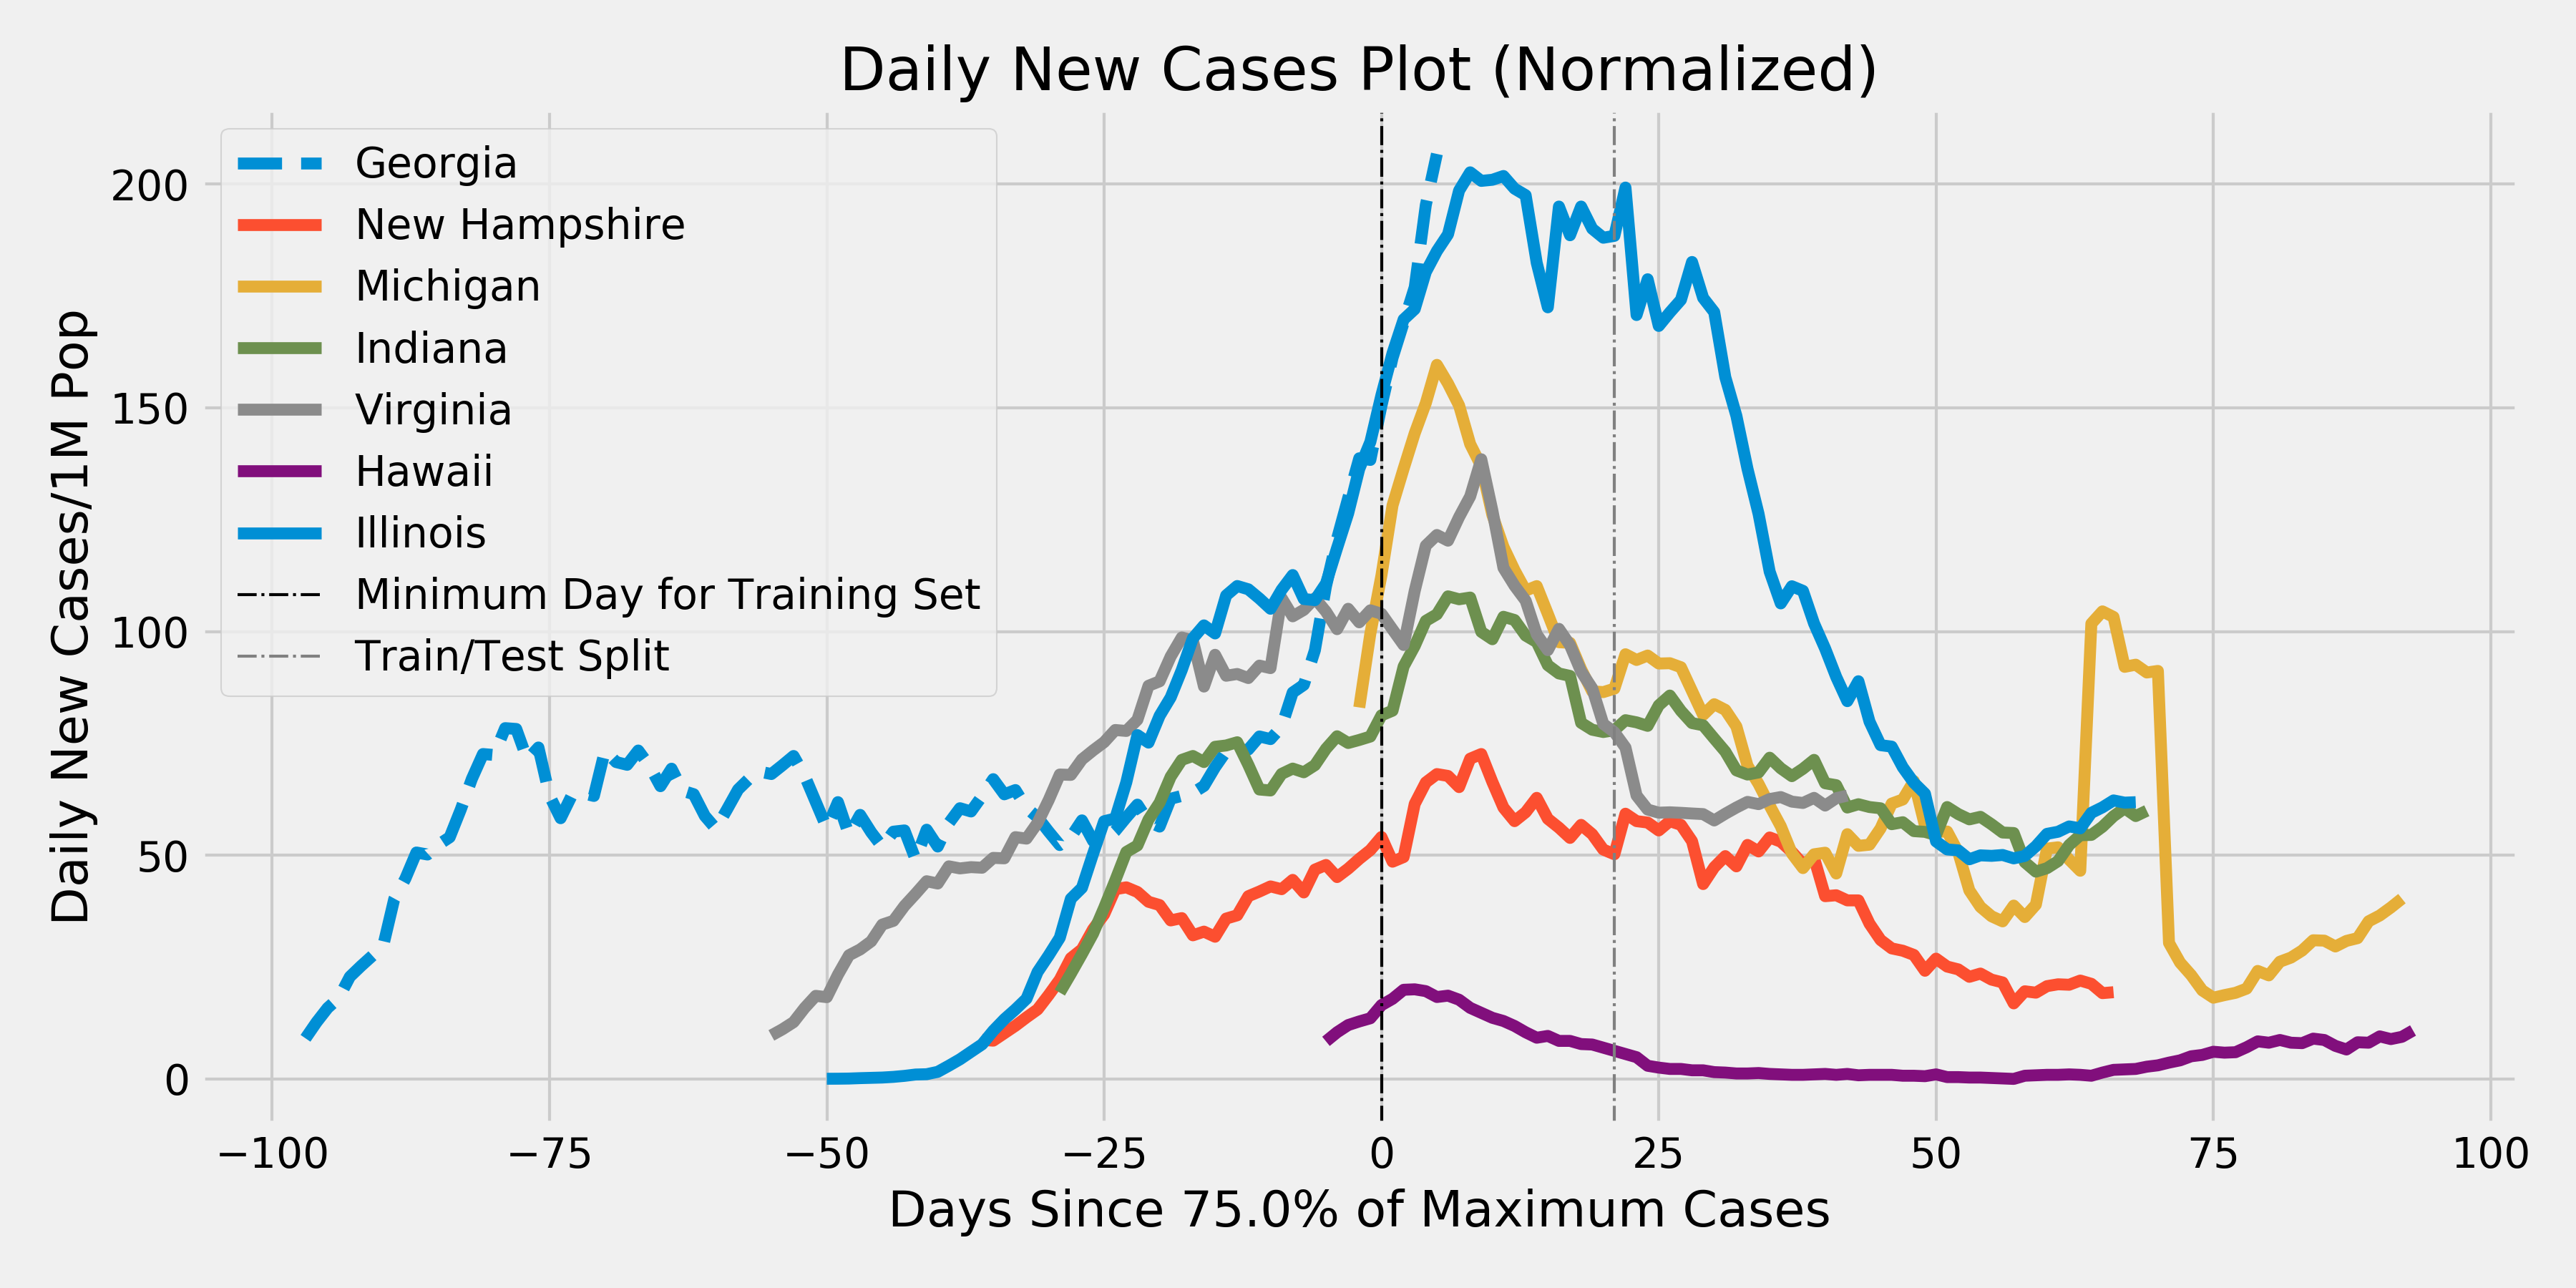 Daily New Cases Plot (Normalized)
Daily New Cases/1M Pop
200
150
100
50
0
Georgia
New Hampshire
Michigan
Indiana
Virginia
Hawaii
Illinois
Minimum Day for Training Set
Train/Test Split
−100 −75 −50 −25 0 25 50 75 100
Days Since 75.0% of Maximum Cases